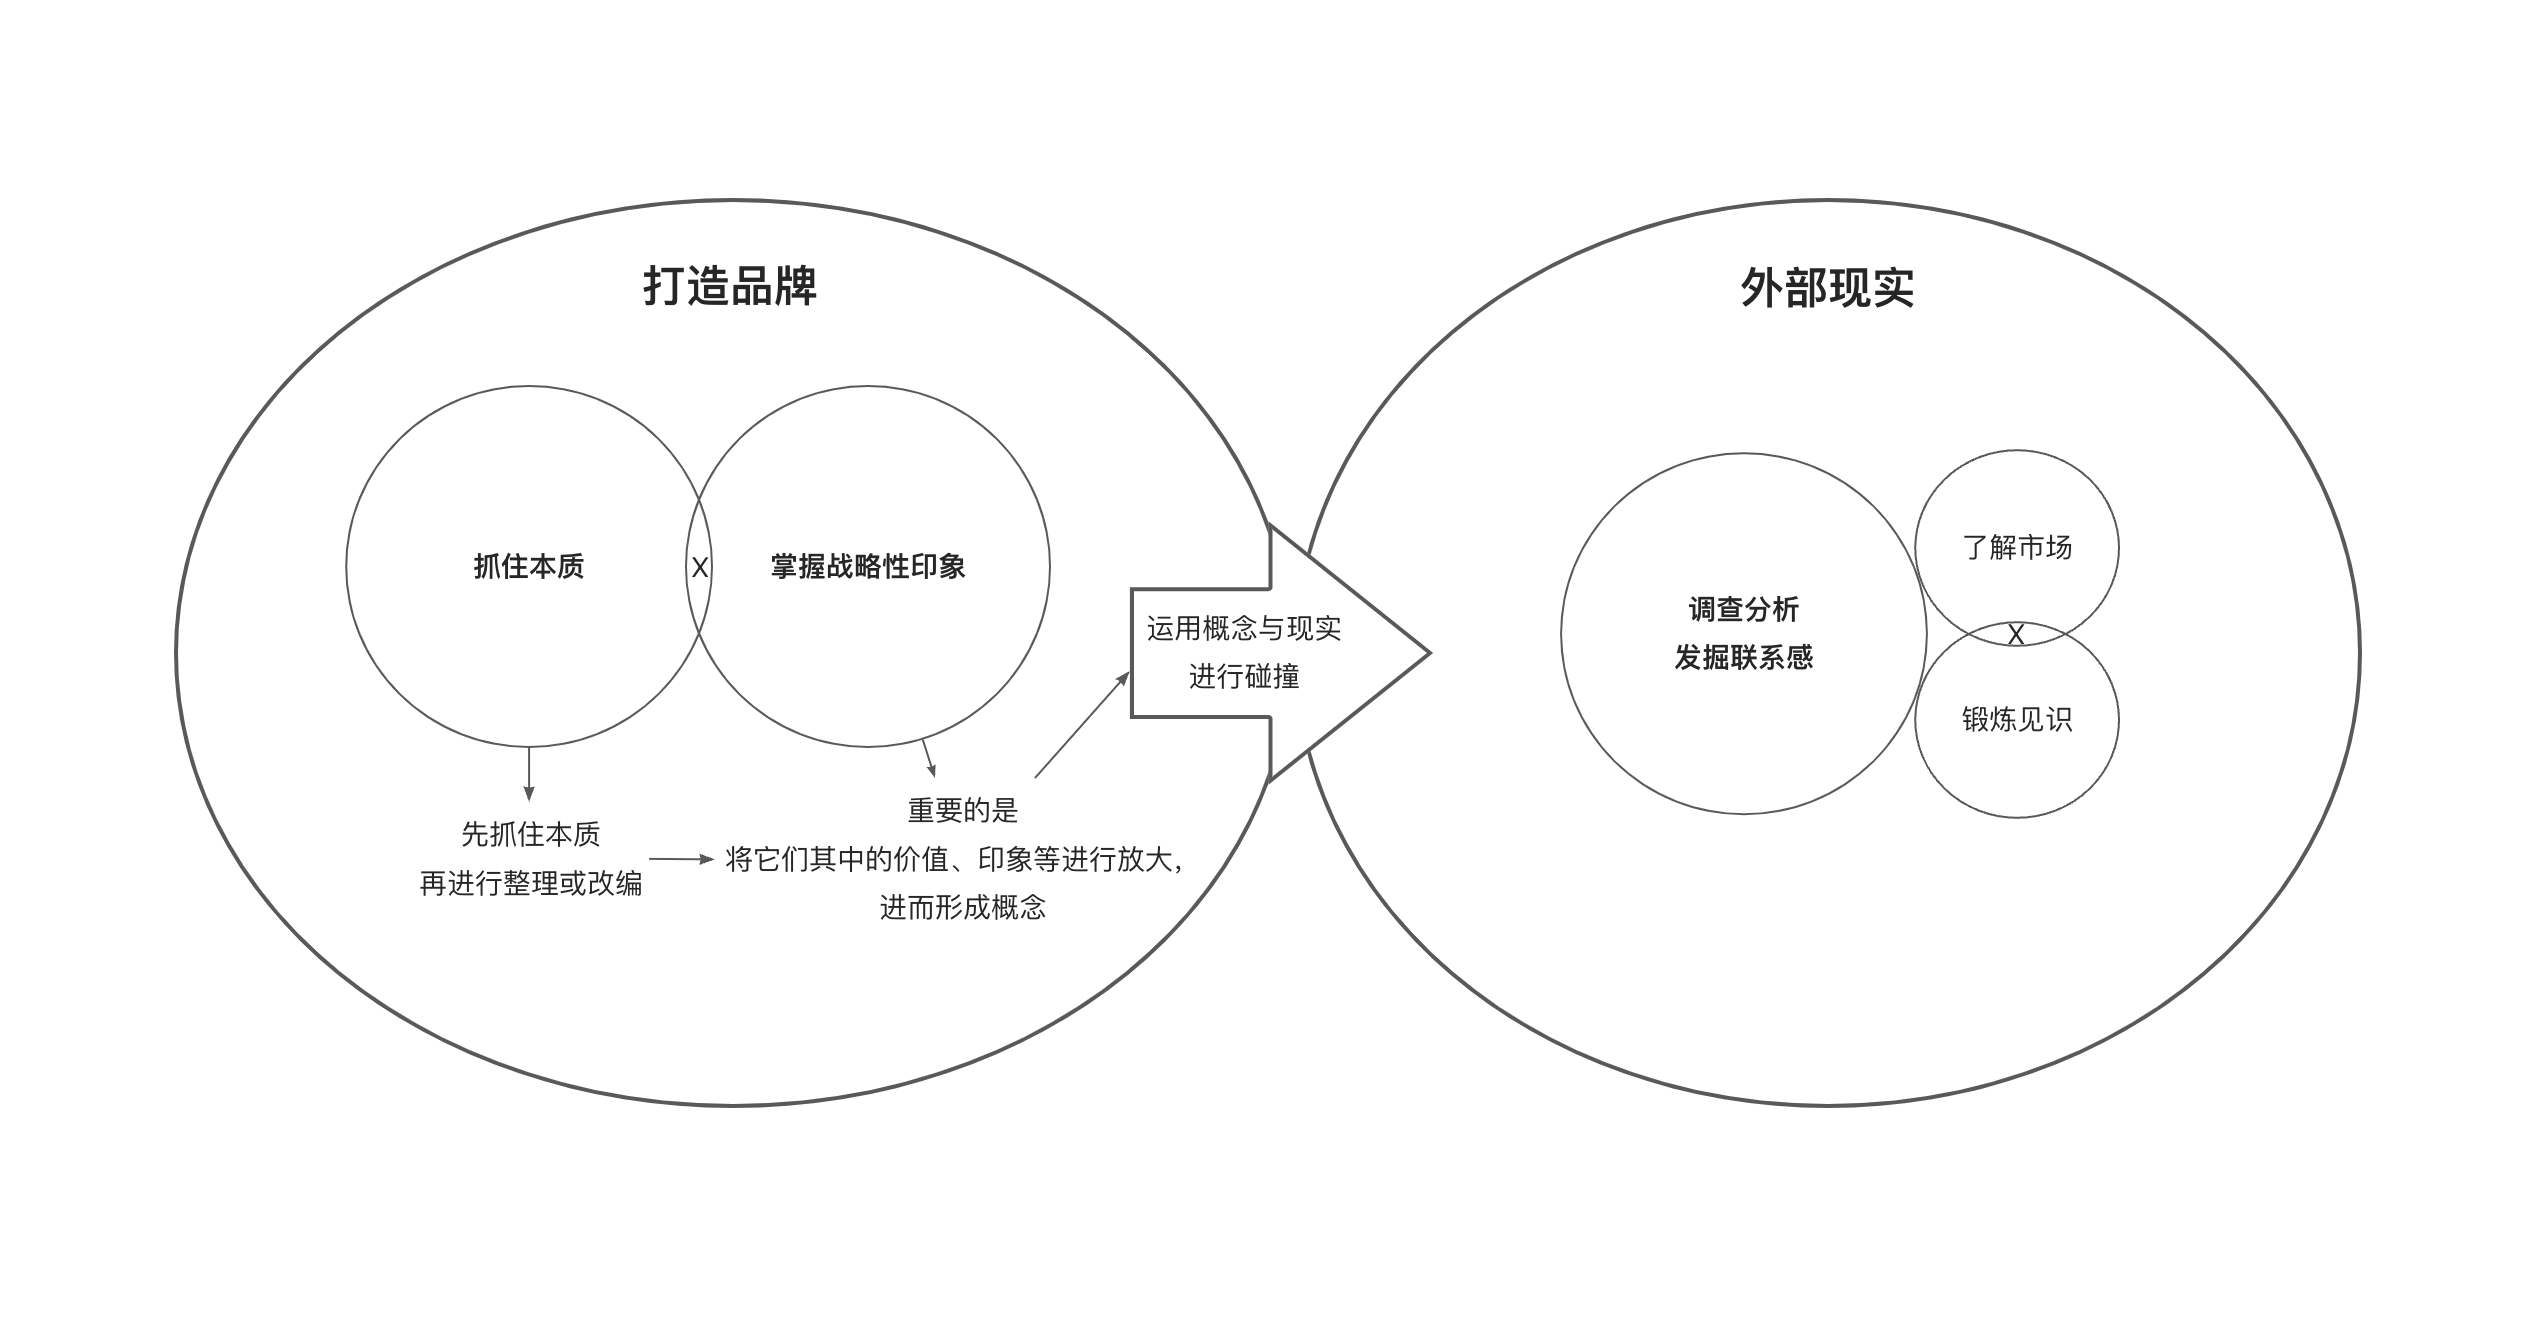 打造品牌
抓住本质
X
掌握战略性印象
先抓住本质
再进行整理或改编
重要的是
将它们其中的价值、印象等进行放大，
进而形成概念
运用概念与现实
进行碰撞
外部现实
调查分析
发掘联系感
了解市场
X
锻炼见识